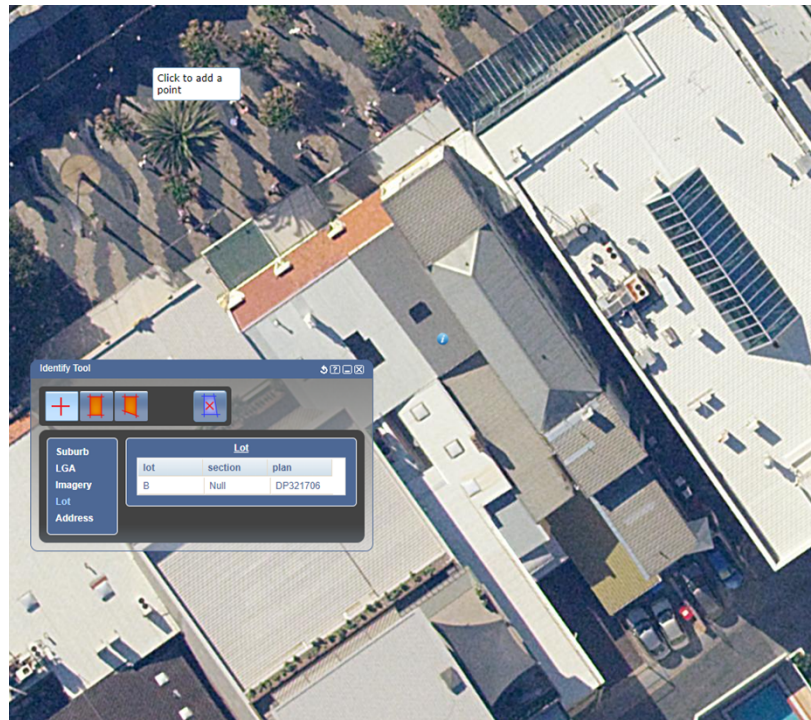 Click to add a
point
Identify Tool
Suburb
LGA
Imagery
Lot
Address
Lot
lot section plan
B Null DP321706